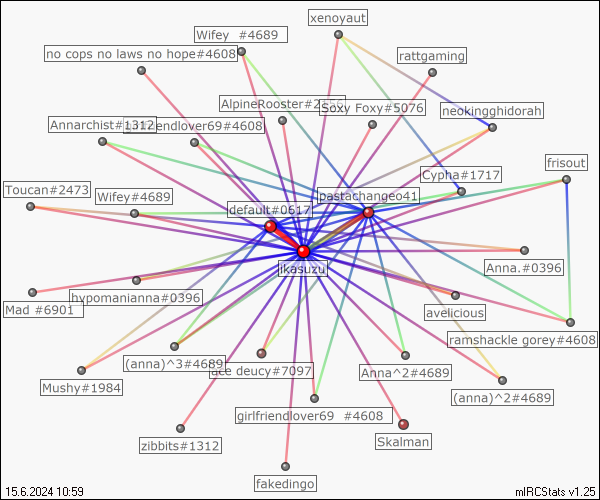 xenoyaut
Wifey #4689
no cops no laws no hope#4608
rattgaming
AlpineRooster#2
Soxy Foxy#5076
neokingghidorah
Annarchist#1312
endlover69#4608
frisout
Cypha#1717
Toucan#2473
Wifey#4689
pastachangeo41
default#0617
Anna.#0396
jikasuzu
hypomanianna#0396
Mad #6901
avelicious
ramshackle gorey#4608
(anna)^3#4689
ace deucy#7097
Anna^2#4689
Mushy#1984
(anna)^2#4689
girlfriendlover69 #4608
zibbits#1312
Skalman
fakedingo
15.6.2024 10:59
mIRCStats v1.25